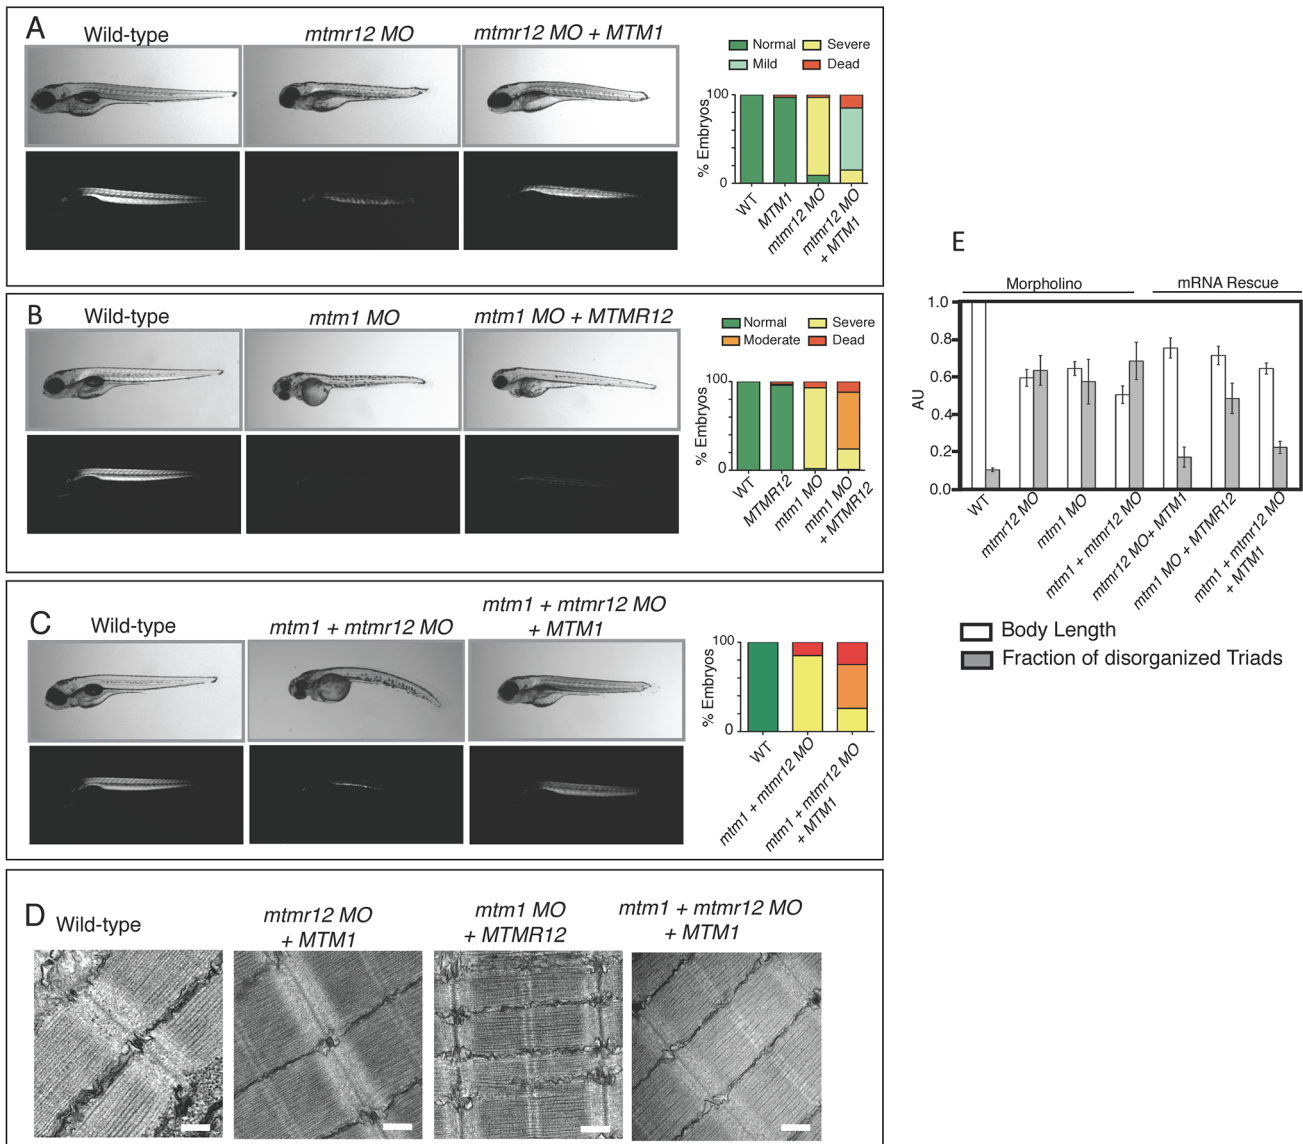 A
Wild-type
mtmr12 MO
mtmr12 MO + MTM1
Normal
Severe
Mild
Dead
100
% Embryos
0
WT
MTM1
mtmr12 MO
mtmr12 MO
+ MTM1
B
Wild-type
mtm1 MO
mtm1 MO + MTMR12
Normal
Severe
Moderate
Dead
100
% Embryos
0
WT
MTMR12
mtm1 MO
mtm1 MO
+ MTMR12
C
Wild-type
mtm1 + mtmr12 MO
mtm1 + mtmr12 MO
+ MTM1
100
% Embryos
0
WT
mtm1 + mtmr12 MO
mtm1 + mtmr12 MO
+ MTM1
D
Wild-type
mtmr12 MO
+ MTM1
mtm1 MO
+ MTMR12
mtm1 + mtmr12 MO
+ MTM1
E
Morpholino
mRNA Rescue
1.0
0.8
0.6
0.4
0.2
0.0
AU
WT
mtmr12 MO
mtm1 MO
mtm1 + mtmr12 MO
mtmr12 MO+ MTM1
mtm1 MO + MTMR12
mtm1 + mtmr12 MO
+ MTM1
Body Length
Fraction of disorganized Triads